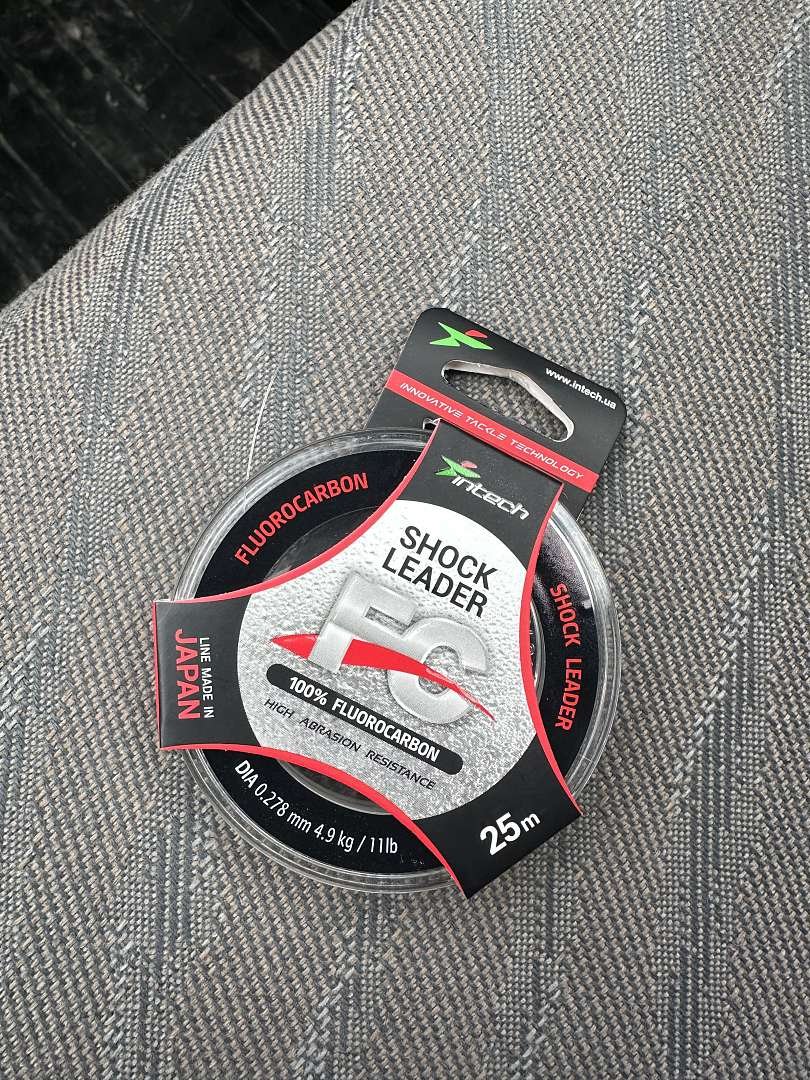 www.intech.ua
INNOVATIVE TACKLE TECHNOLOGY
intech
FLUOROCARBON
SHOCK
LEADER
FC
SHOCK LEADER
LINE MADE IN
JAPAN
100% FLUOROCARBON
HIGH ABRASION RESISTANCE
DIA 0.278 mm 4.9 kg / 11lb
25m